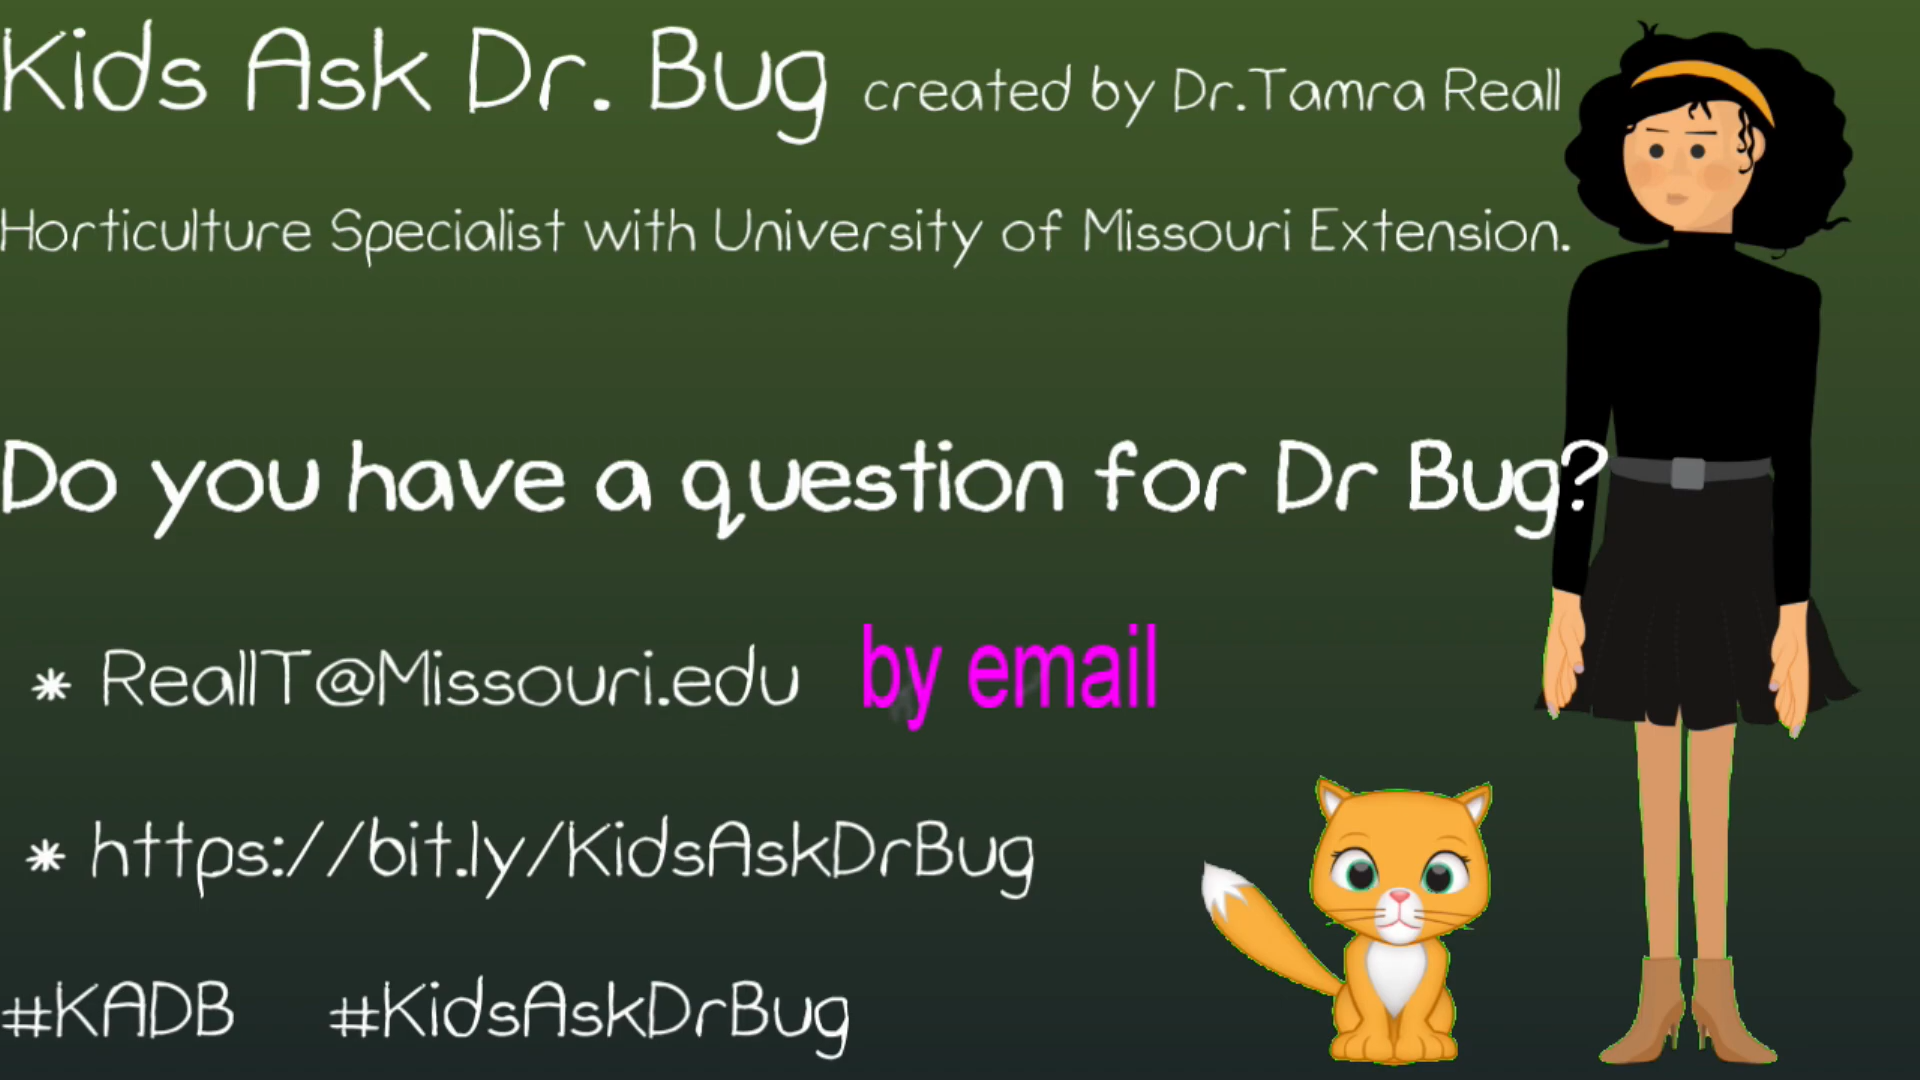 Kids Ask Dr. Bug created by Dr.Tamra Reall
Horticulture Specialist with University of Missouri Extension.
Do you have a question for Dr Bug?
* ReallT@Missouri.edu by email
* https://bit.ly/KidsAskDrBug
#KADB #KidsAskDrBug